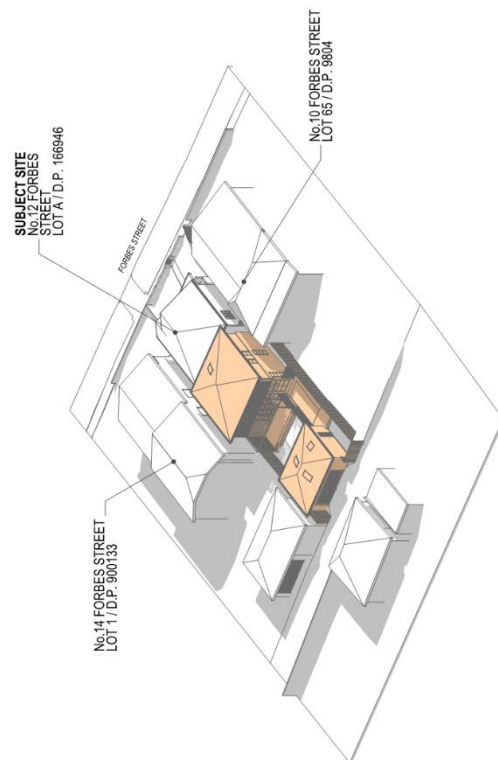 SUBJECT SITE
No.12 FORBES
STREET
LOT A / D.P. 166946
FORBES STREET
No.10 FORBES STREET
LOT 65 / D.P. 9804
No.14 FORBES STREET
LOT 1 / D.P. 900133